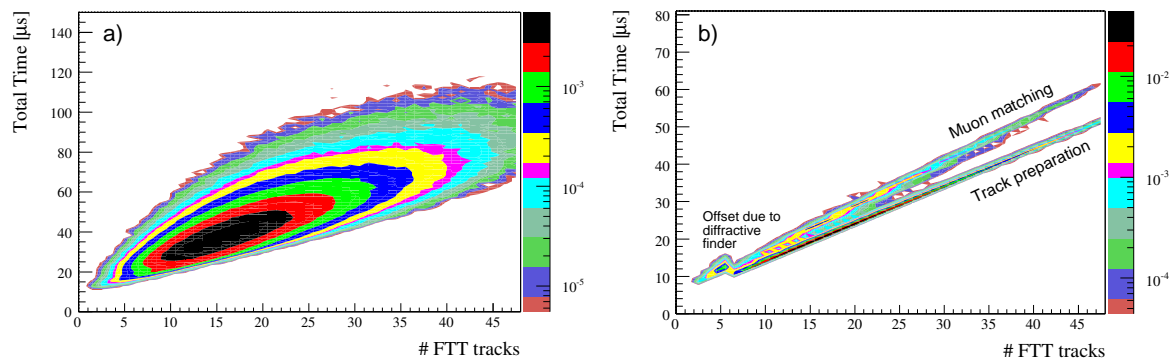 a)
Total Time [µs]
140
120
100
80
60
40
20
0
0 5 10 15 20 25 30 35 40 45
# FTT tracks
10-3
10-4
10-5
b)
Total Time [µs]
80
70
60
50
40
30
20
10
0
0 5 10 15 20 25 30 35 40 45
# FTT tracks
Muon matching
Track preparation
Offset due to
diffractive
finder
10-2
10-3
10-4